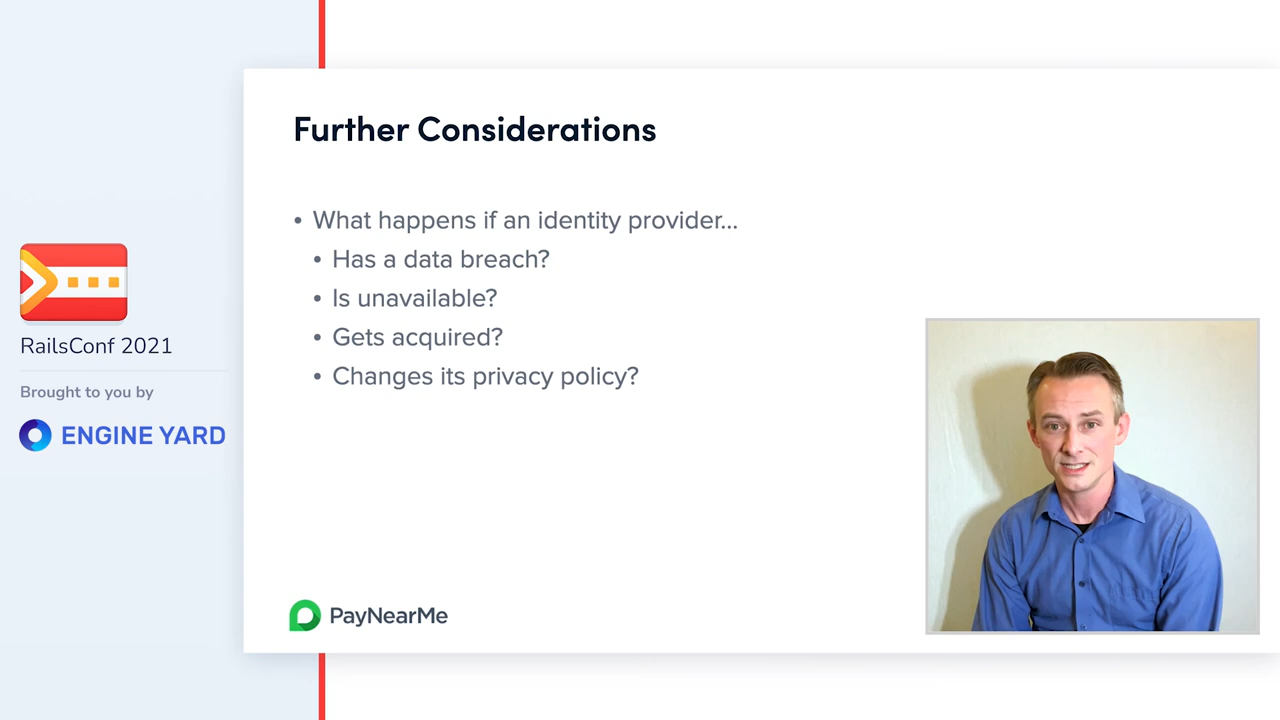 Further Considerations
• What happens if an identity provider...
• Has a data breach?
• Is unavailable?
• Gets acquired?
• Changes its privacy policy?
RailsConf 2021
Brought to you by
ENGINE YARD
PayNearMe